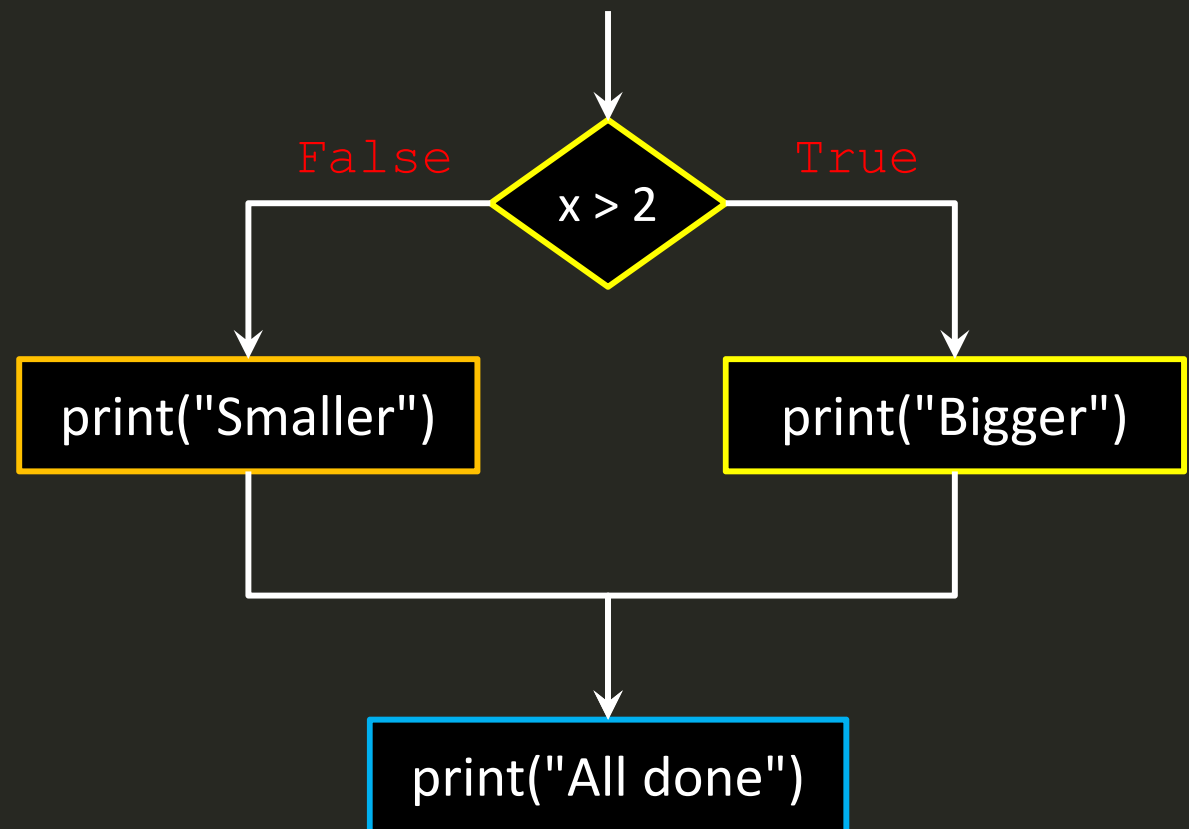 False
True
x > 2
print("Smaller")
print("Bigger")
print("All done")